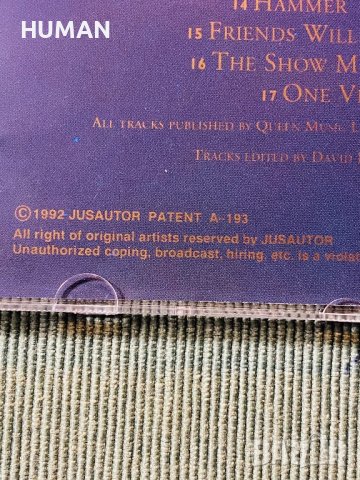 HUMAN
14 HAMMER
15 FRIENDS WILL
16 THE SHOW M
17 ONE V
ALL TRACKS PUBLISHED BY QUEEN MUSIC
TRACKS EDITED BY DAVID
©1992 JUSAUTOR PATENT A-193
All right of original artists reserved by JUSAUTOR
Unauthorized coping, broadcast, hiring, etc. is a